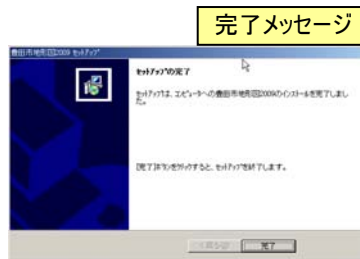 完了メッセージ
豊田市地形図2009 セットアップ
セットアップの完了
セットアップは、コンピュータへの豊田市地形図2009のインストールを完了しまし
た。
[完了]ボタンをクリックすると、セットアップを終了します。
< 戻る(B)
完了